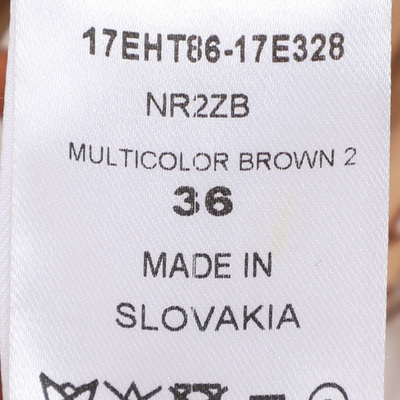 17EHT86-17E328
NR2ZB
MULTICOLOR BROWN 2
36
MADE IN
SLOVAKIA